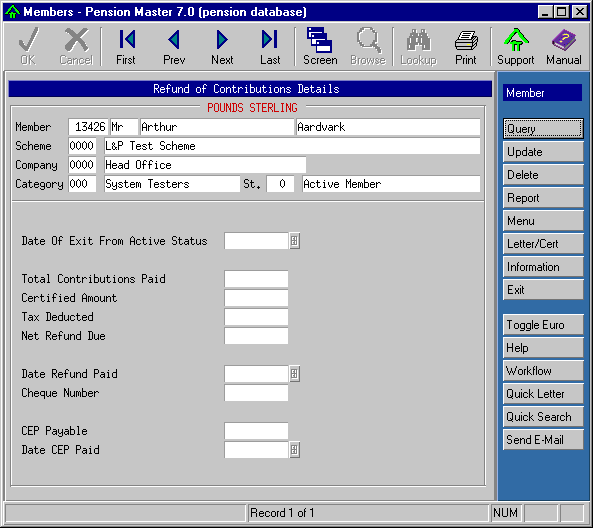 Members - Pension Master 7.0 (pension database)
OK Cancel First Prev Next Last Screen Browse Lookup Print Support Manual
Refund of Contributions Details
POUNDS STERLING
Member 13426 Mr Arthur Aardvark
Scheme 0000 L&P Test Scheme
Company 0000 Head Office
Category 000 System Testers St. 0 Active Member
Date Of Exit From Active Status
Total Contributions Paid
Certified Amount
Tax Deducted
Net Refund Due
Date Refund Paid
Cheque Number
CEP Payable
Date CEP Paid
Member
Query
Update
Delete
Report
Menu
Letter/Cert
Information
Exit
Toggle Euro
Help
Workflow
Quick Letter
Quick Search
Send E-Mail
Record 1 of 1 NUM